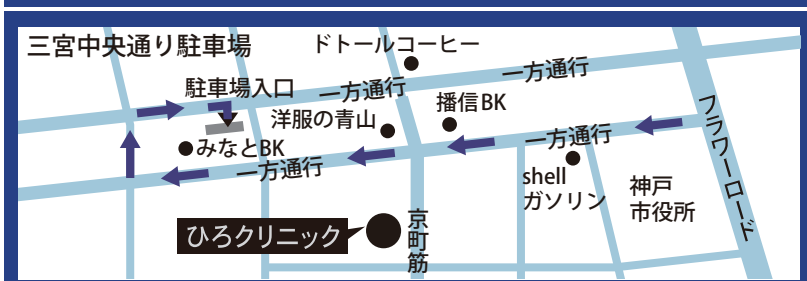 三宮中央通り駐車場
ドトールコーヒー
一方通行
駐車場入口
一方通行
播信BK
フラワーロード
洋服の青山
一方通行
みなとBK
一方通行
shell
ガソリン
神戸
市役所
ひろクリニック
京町筋